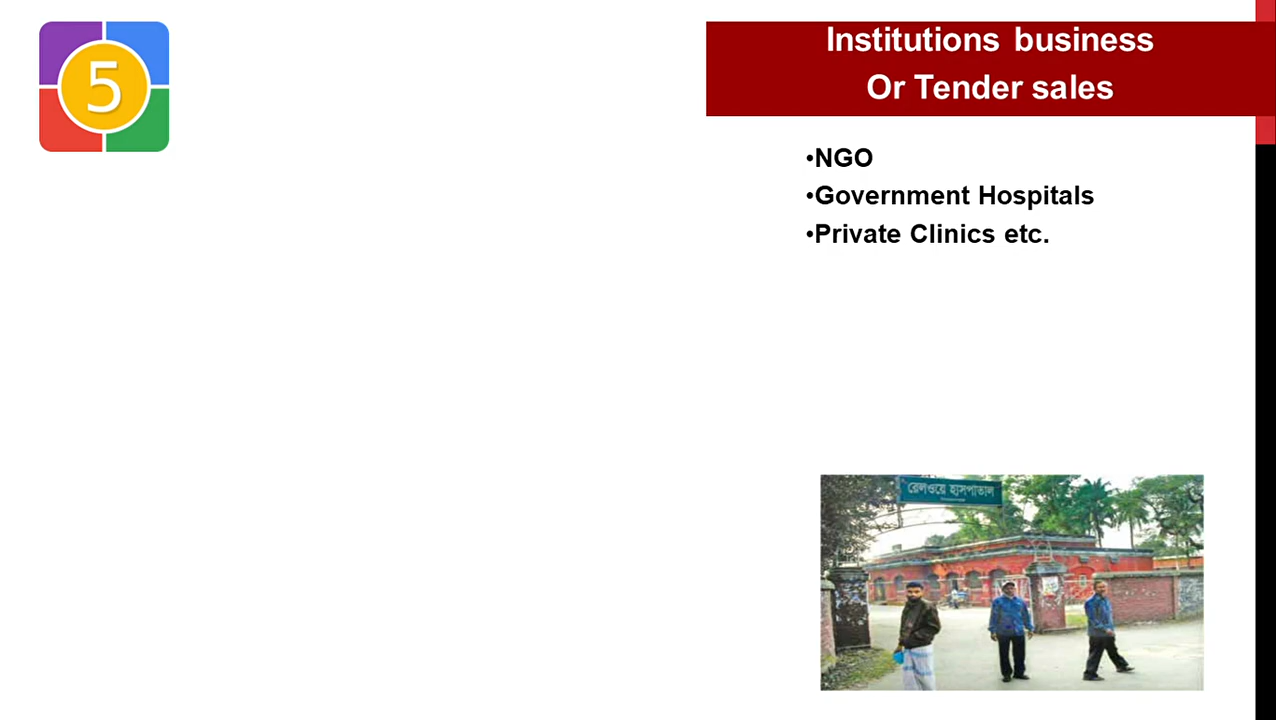 5
Institutions business
Or Tender sales
•NGO
•Government Hospitals
•Private Clinics etc.
রেলওয়ে হাসপাতাল